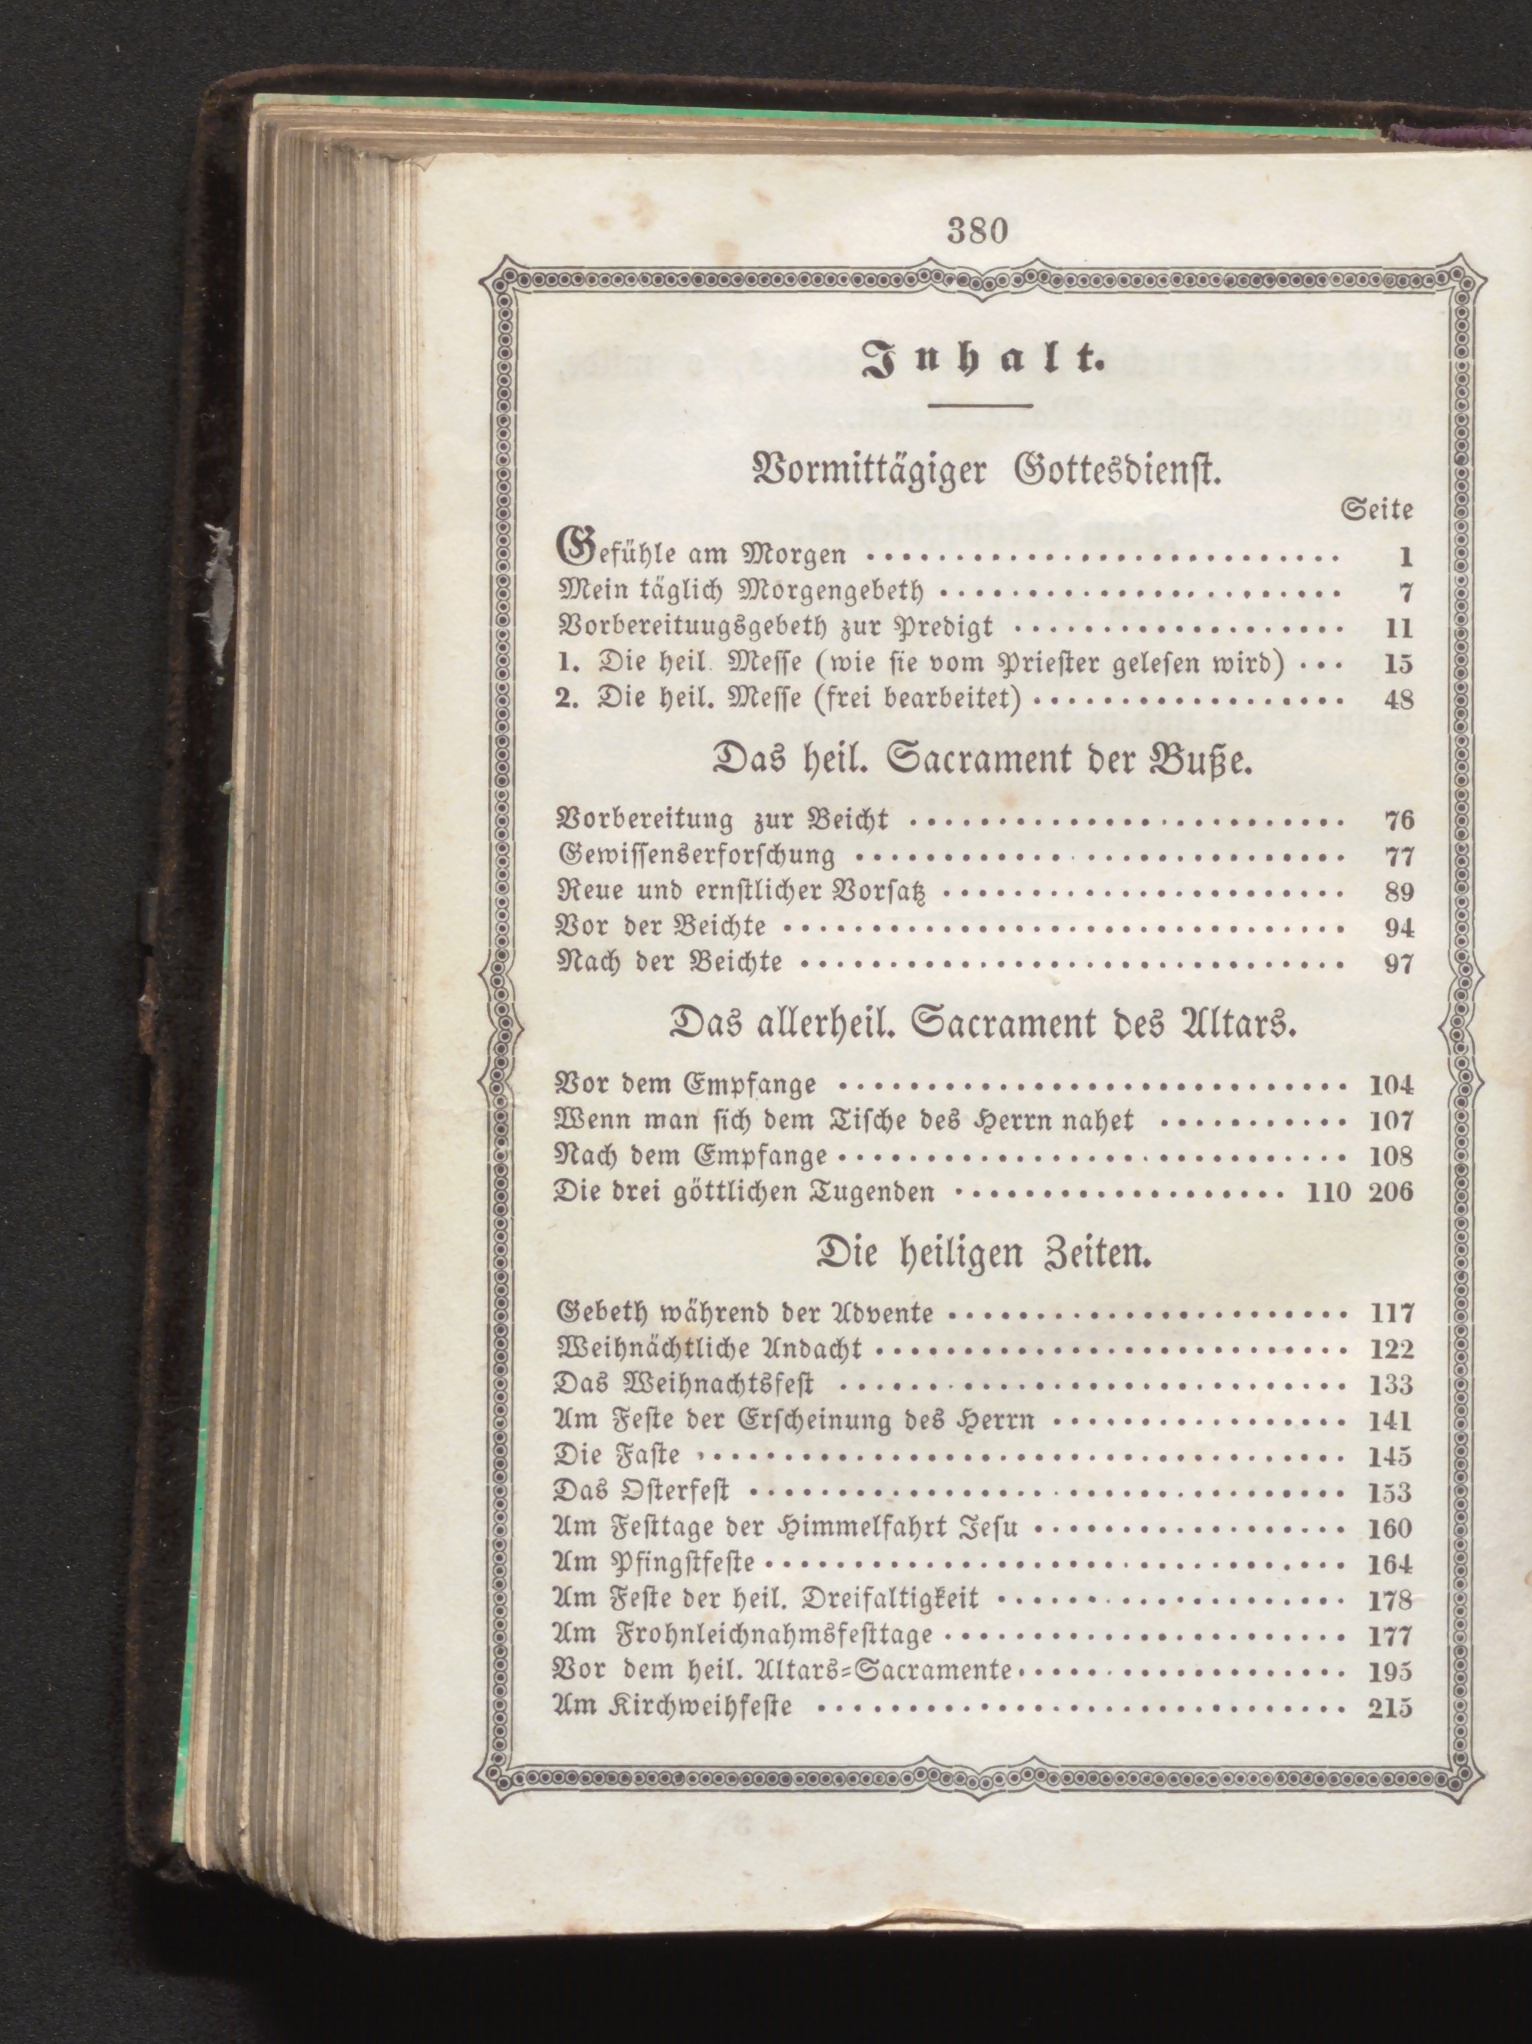 380
Inhalt.
Vormittägiger Gottesdienst.
Seite
Gefühle am Morgen 1
Mein täglich Morgengebeth 7
Vorbereituugsgebeth zur Predigt 11
1. Die heil. Messe (wie sie vom Priester gelesen wird) 15
2. Die heil. Messe (frei bearbeitet) 48
Das heil. Sacrament der Buße.
Vorbereitung zur Beicht 76
Gewissenserforschung 77
Reue und ernstlicher Vorsatz 89
Vor der Beichte 94
Nach der Beichte 97
Das allerheil. Sacrament des Altars.
Vor dem Empfange 104
Wenn man sich dem Tische des Herrn nahet 107
Nach dem Empfange 108
Die drei göttlichen Tugenden 110 206
Die heiligen Zeiten.
Gebeth während der Advente 117
Weihnächtliche Andacht 122
Das Weihnachtsfest 133
Am Feste der Erscheinung des Herrn 141
Die Faste 145
Das Osterfest 153
Am Festtage der Himmelfahrt Jesu 160
Am Pfingstfeste 164
Am Feste der heil. Dreifaltigkeit 178
Am Frohnleichnahmsfesttage 177
Vor dem heil. Altars-Sacramente 195
Am Kirchweihfeste 215